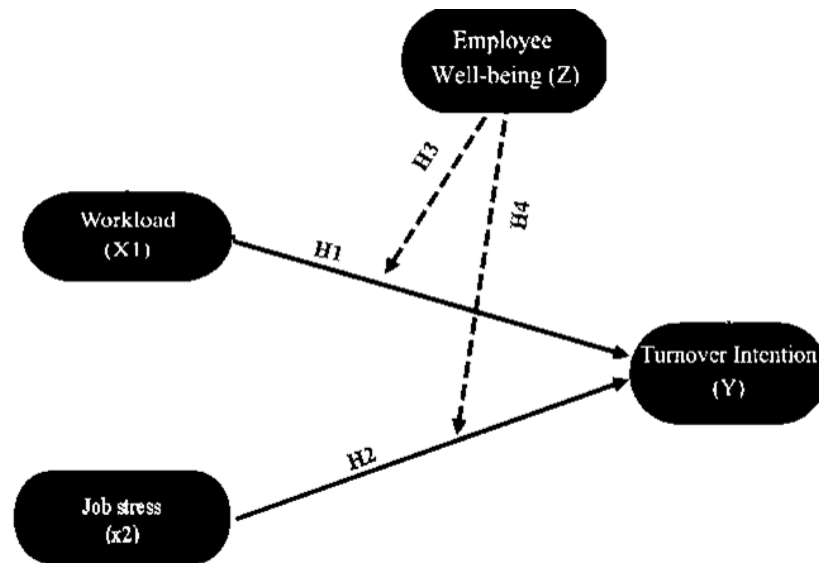 Employee
Well-being (Z)
H3
H4
Workload
(X1)
H1
Turnover Intention
(Y)
H2
Job stress
(x2)